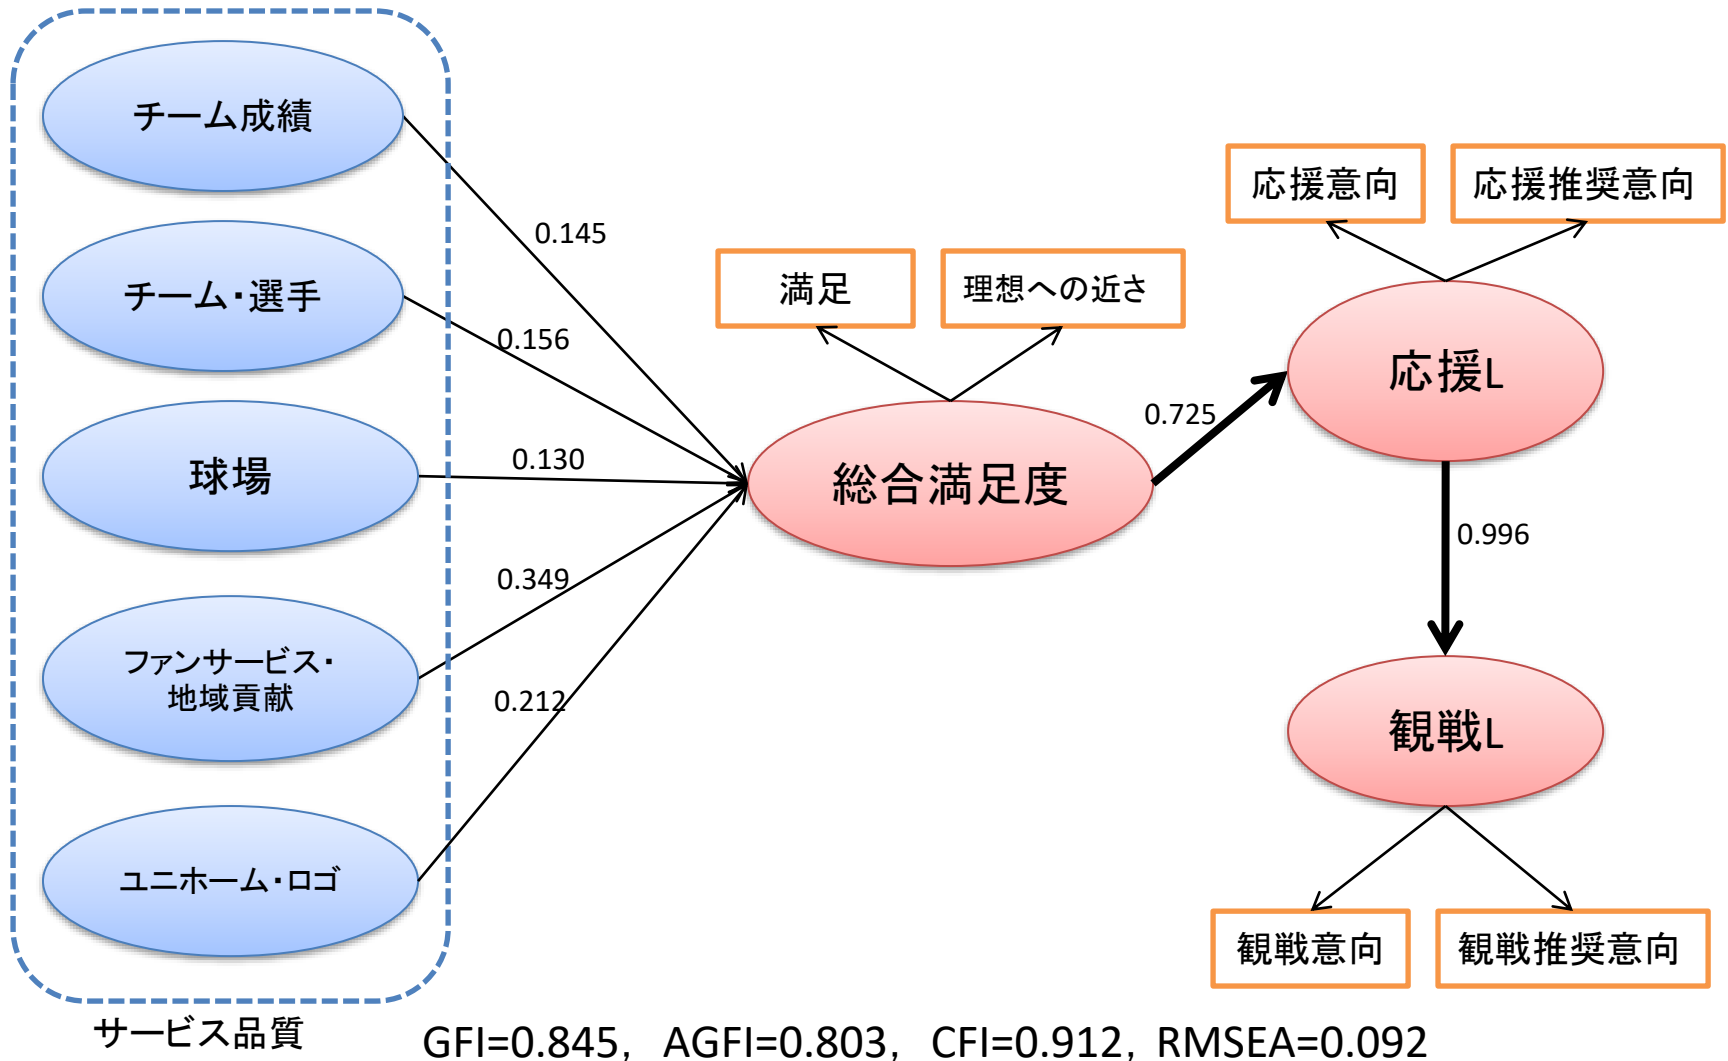 チーム成績
チーム・選手
球場
ファンサービス・
地域貢献
ユニホーム・ロゴ
サービス品質
0.145
0.156
0.130
0.349
0.212
満足
理想への近さ
総合満足度
0.725
応援意向
応援推奨意向
応援L
0.996
観戦L
観戦意向
観戦推奨意向
GFI=0.845, AGFI=0.803, CFI=0.912, RMSEA=0.092